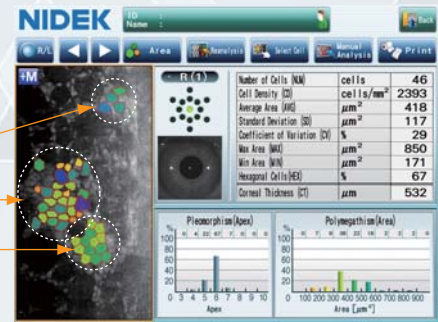 NIDEK
ID :
Name :
Back
R/L
Area
Reanalysis
Select Cell
Manual Analysis
Print
+M
R (1)
Number of Cells (NUM) cells 46
Cell Density (CD) cells/mm² 2393
Average Area (AVG) μm² 418
Standard Deviation (SD) μm² 117
Coefficient of Variation (CV) % 29
Max Area (MAX) μm² 850
Min Area (MIN) μm² 171
Hexagonal Cells (HEX) % 67
Corneal Thickness (CT) μm 532
Pleomorphism (Apex)
%
100
80
60
40
20
0
3 4 5 6 7 8 9 10
Apex
Polymegathism (Area)
%
100
80
60
40
20
0
100 200 300 400 500 600 700 800 900
Area [μm²]